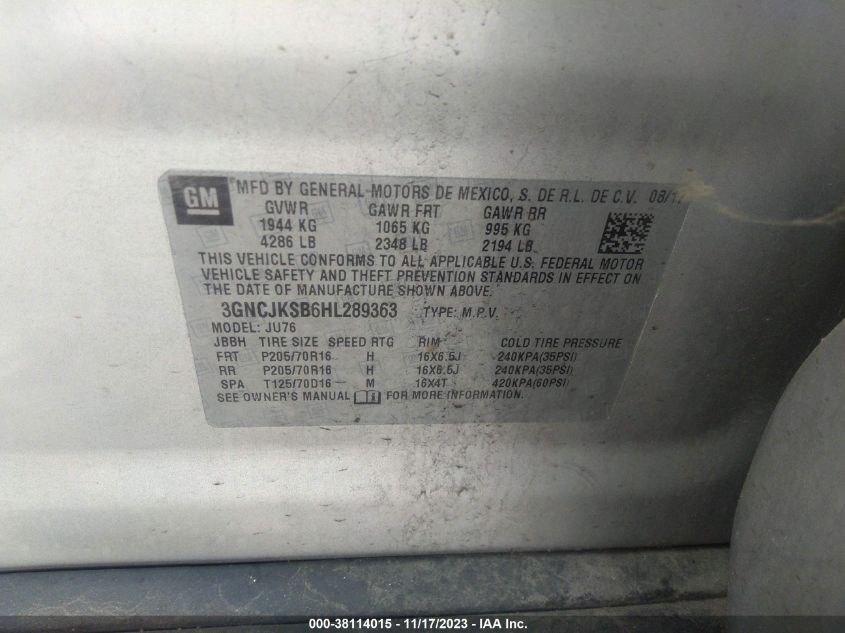 GM
MFD BY GENERAL MOTORS DE MEXICO, S. DE R.L. DE C.V. 08/1
GVWR GAWR FRT GAWR RR
1944 KG 1065 KG 995 KG
4286 LB 2348 LB 2194 LB
THIS VEHICLE CONFORMS TO ALL APPLICABLE U.S. FEDERAL MOTOR
VEHICLE SAFETY AND THEFT PREVENTION STANDARDS IN EFFECT ON
THE DATE OF MANUFACTURE SHOWN ABOVE.
3GNCJKSB6HL289363 TYPE: M.P.V.
MODEL: JU76
JBBH TIRE SIZE SPEED RTG RIM COLD TIRE PRESSURE
FRT P205/70R16 H 16X6.5J 240KPA(35PSI)
RR P205/70R16 H 16X6.5J 240KPA(35PSI)
SPA T125/70D16 M 16X4T 420KPA(60PSI)
SEE OWNER'S MANUAL FOR MORE INFORMATION.
000-38114015 - 11/17/2023 - IAA Inc.